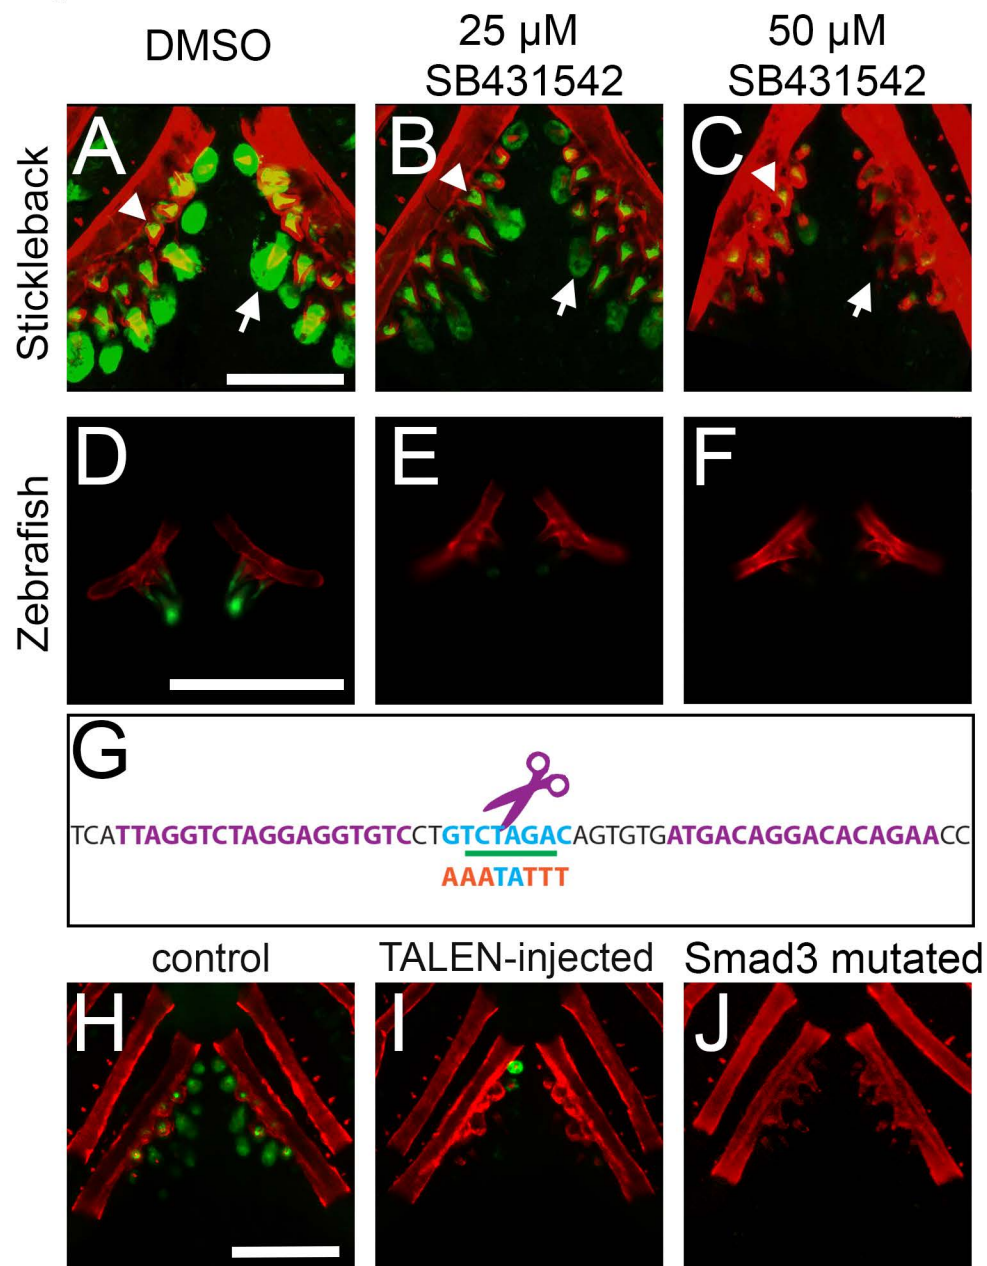 DMSO
25 µM
SB431542
50 µM
SB431542
Stickleback
A
B
C
Zebrafish
D
E
F
G
TCATTAGGTCTAGGAGGTGTCCTGTCTAGACAGTGTGATGACAGGACACAGAACC
AAATATTT
control
TALEN-injected
Smad3 mutated
H
I
J